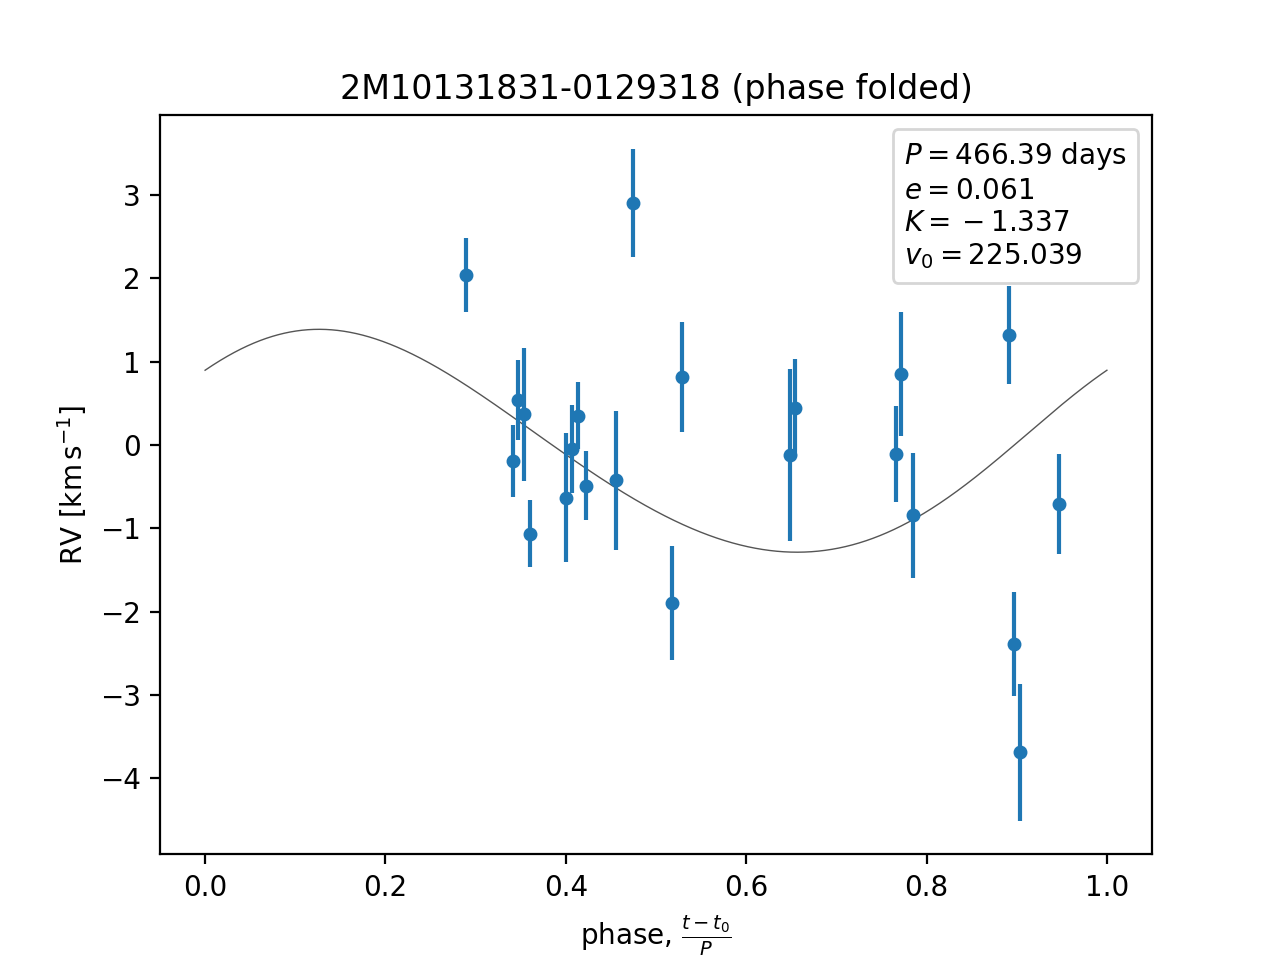 2M10131831-0129318 (phase folded)
P = 466.39 days
e = 0.061
K = −1.337
v₀ = 225.039
RV [km s⁻¹]
3
2
1
0
−1
−2
−3
−4
0.0 0.2 0.4 0.6 0.8 1.0
phase, (t − t₀)/P